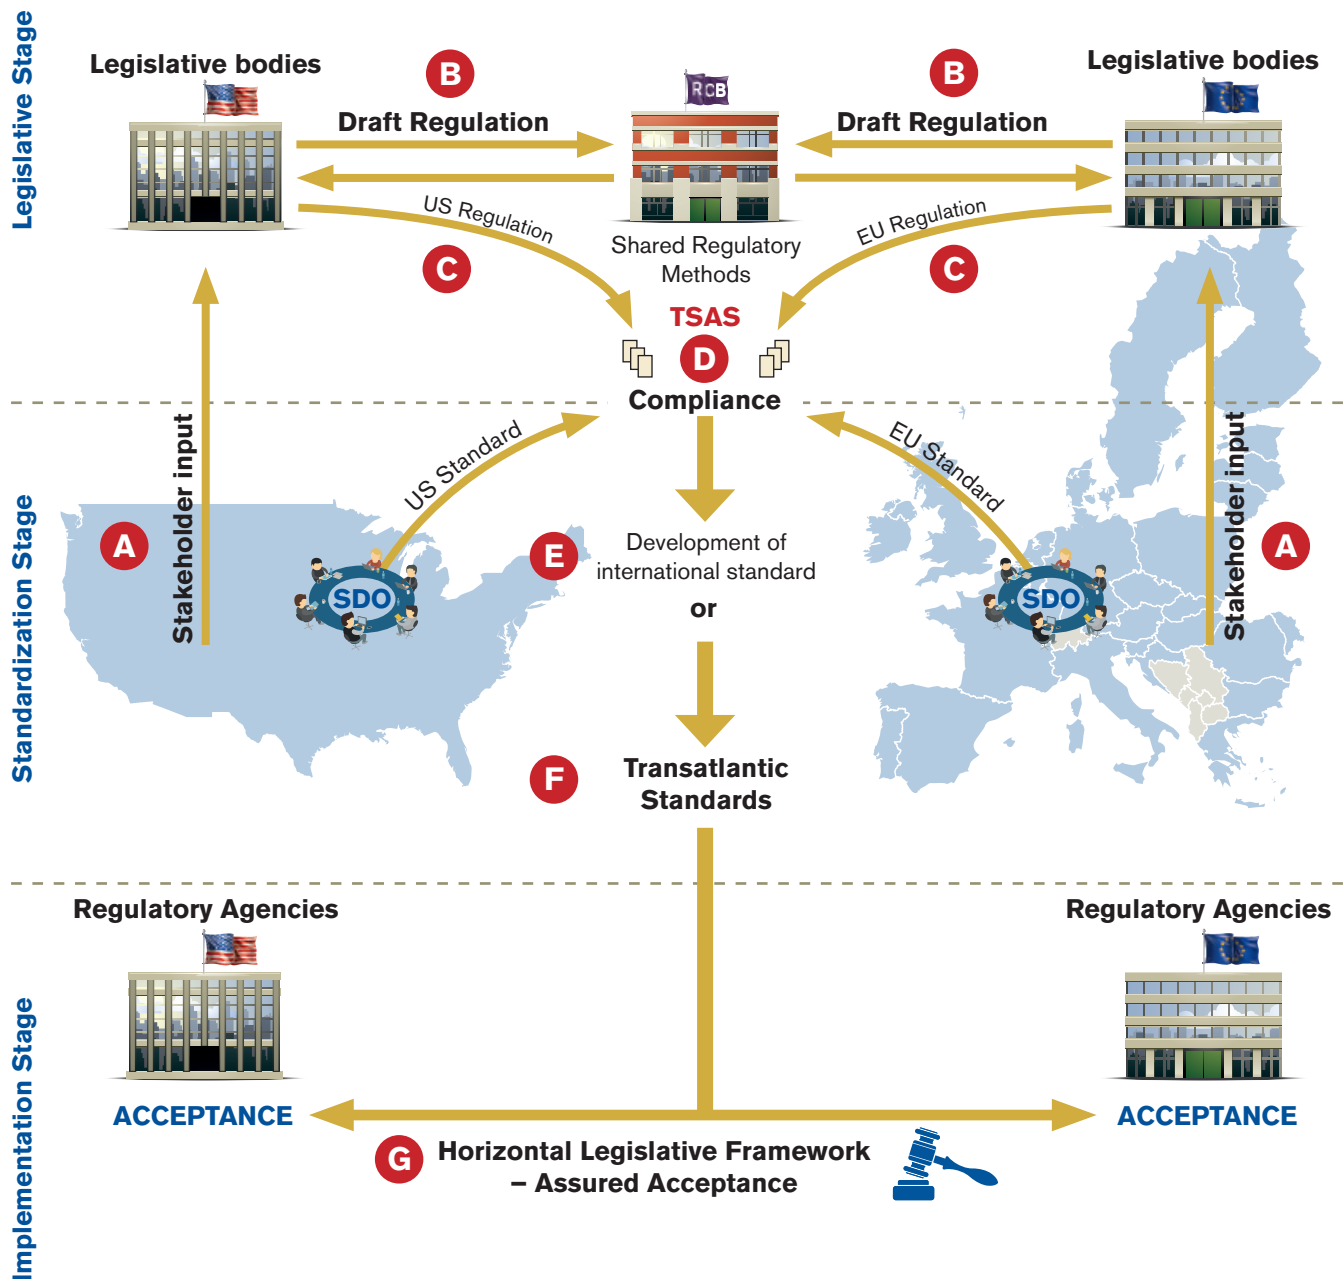 Legislative Stage
Legislative bodies
B
Draft Regulation
RCB
B
Draft Regulation
Legislative bodies
US Regulation
C
Shared Regulatory
Methods
EU Regulation
C
TSAS
D
Compliance
Standardization Stage
Stakeholder input
A
US Standard
SDO
EU Standard
SDO
Stakeholder input
A
E
Development of
international standard
or
F
Transatlantic
Standards
Implementation Stage
Regulatory Agencies
Regulatory Agencies
ACCEPTANCE
ACCEPTANCE
G
Horizontal Legislative Framework
– Assured Acceptance